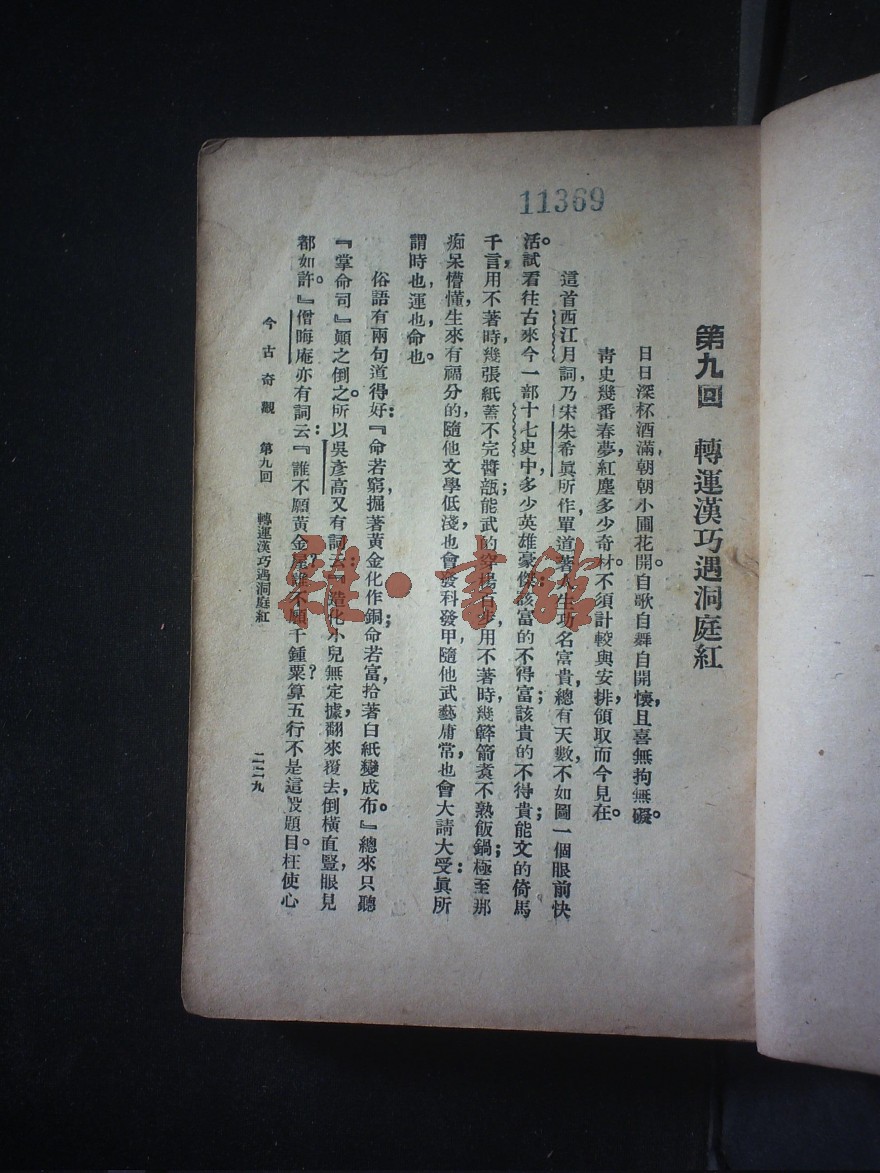 11369
第九回　轉運漢巧遇洞庭紅
日日深杯酒滿，朝朝小圃花開。自歌自舞自開懷，且喜無拘無礙。
青史幾番春夢，紅塵多少奇材。不須計較與安排，領取而今見在。
這首西江月詞，乃宋朱希眞所作，單道著人生功名富貴，總有天數，不如圖一個眼前快
活。試看往古來今一部十七史中，多少英雄豪傑；該富的不得富；該貴的不得貴；能文的倚馬
千言，用不著時，幾張紙蓋不完醬瓿；能武的穿楊百步，用不著時，幾簳箭煑不熟飯鍋；極至那
痴呆懵懂，生來有福分的，隨他文學低淺，也會發科發甲，隨他武藝庸常，也會大請大受：眞所
謂時也，運也，命也。
俗語有兩句道得好：『命若窮，掘著黃金化作銅；命若富，拾著白紙變成布。』總來只聽
『掌命司』顛之倒之。所以吳彥高又有詞云：『造化小兒無定據，翻來覆去，倒橫直豎，眼見
都如許。』僧晦庵亦有詞云：『誰不願黃金屋？誰不願千鍾粟？算五行不是這般題目。枉使心
今古奇觀　第九回　轉運漢巧遇洞庭紅
二二九
雜·書館